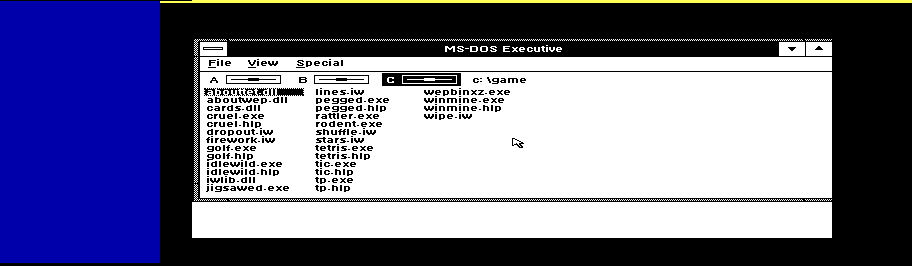 MS-DOS Executive
File View Special
A B C c: \game
abouttet.dll lines.iw wepbinxz.exe
aboutwep.dll pegged.exe winmine.exe
cards.dll pegged.hlp winmine.hlp
cruel.exe rattler.exe wipe.iw
cruel.hlp rodent.exe
dropout.iw shuffle.iw
firework.iw stars.iw
golf.exe tetris.exe
golf.hlp tetris.hlp
idlewild.exe tic.exe
idlewild.hlp tic.hlp
iwlib.dll tp.exe
jigsawed.exe tp.hlp